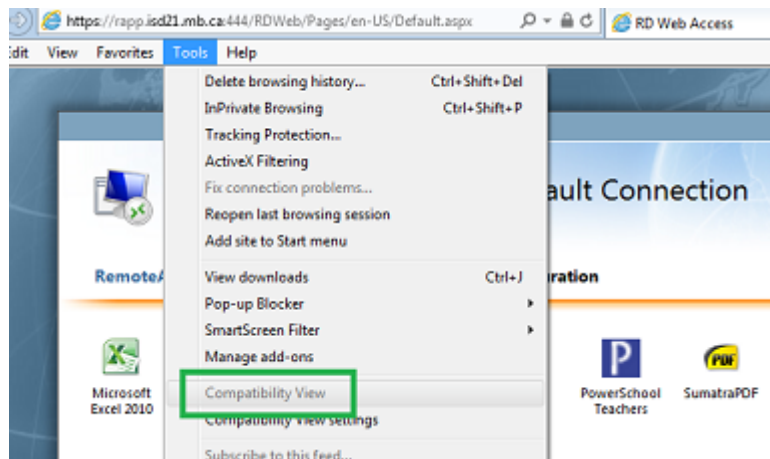 https://rapp.isd21.mb.ca:444/RDWeb/Pages/en-US/Default.aspx RD Web Access
dit View Favorites Tools Help
Delete browsing history... Ctrl+Shift+Del
InPrivate Browsing Ctrl+Shift+P
Tracking Protection...
ActiveX Filtering
Fix connection problems...
Reopen last browsing session
Add site to Start menu
ault Connection
RemoteA
View downloads Ctrl+J
uration
Pop-up Blocker
SmartScreen Filter
Manage add-ons
Compatibility View
Compatibility View settings
Subscribe to this feed...
Microsoft
Excel 2010
P
PowerSchool
Teachers
PDF
SumatraPDF